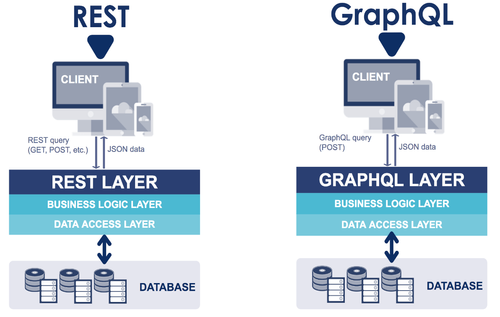 REST
CLIENT
REST query
(GET, POST, etc.)
JSON data
REST LAYER
BUSINESS LOGIC LAYER
DATA ACCESS LAYER
DATABASE
GraphQL
CLIENT
GraphQL query
(POST)
JSON data
GRAPHQL LAYER
BUSINESS LOGIC LAYER
DATA ACCESS LAYER
DATABASE